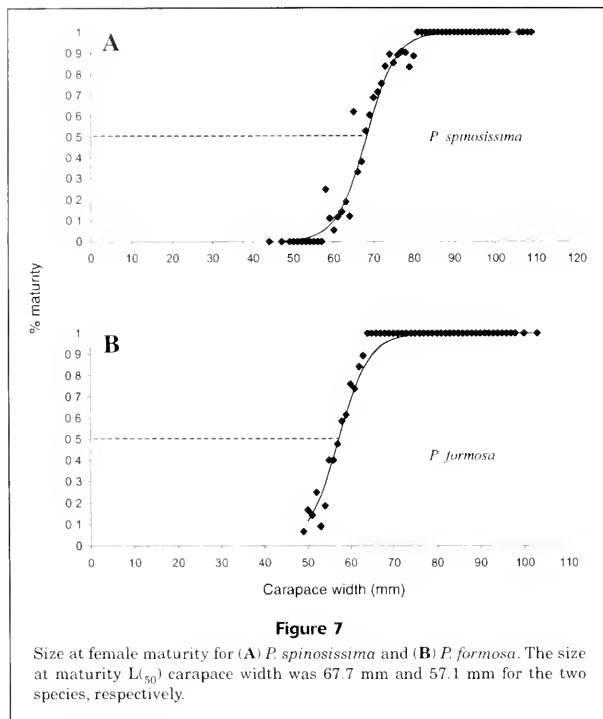 A
1
0 9
0 8
0 7
0 6
0 5
0 4
0 3
0 2
0 1
0
P. spinosissima
0 10 20 30 40 50 60 70 80 90 100 110 120
% maturity
B
1
0 9
0 8
0 7
0 6
0 5
0 4
0 3
0 2
0 1
0
P. formosa
0 10 20 30 40 50 60 70 80 90 100 110
Carapace width (mm)
Figure 7
Size at female maturity for (A) P. spinosissima and (B) P. formosa. The size
at maturity L(50) carapace width was 67.7 mm and 57.1 mm for the two
species, respectively.